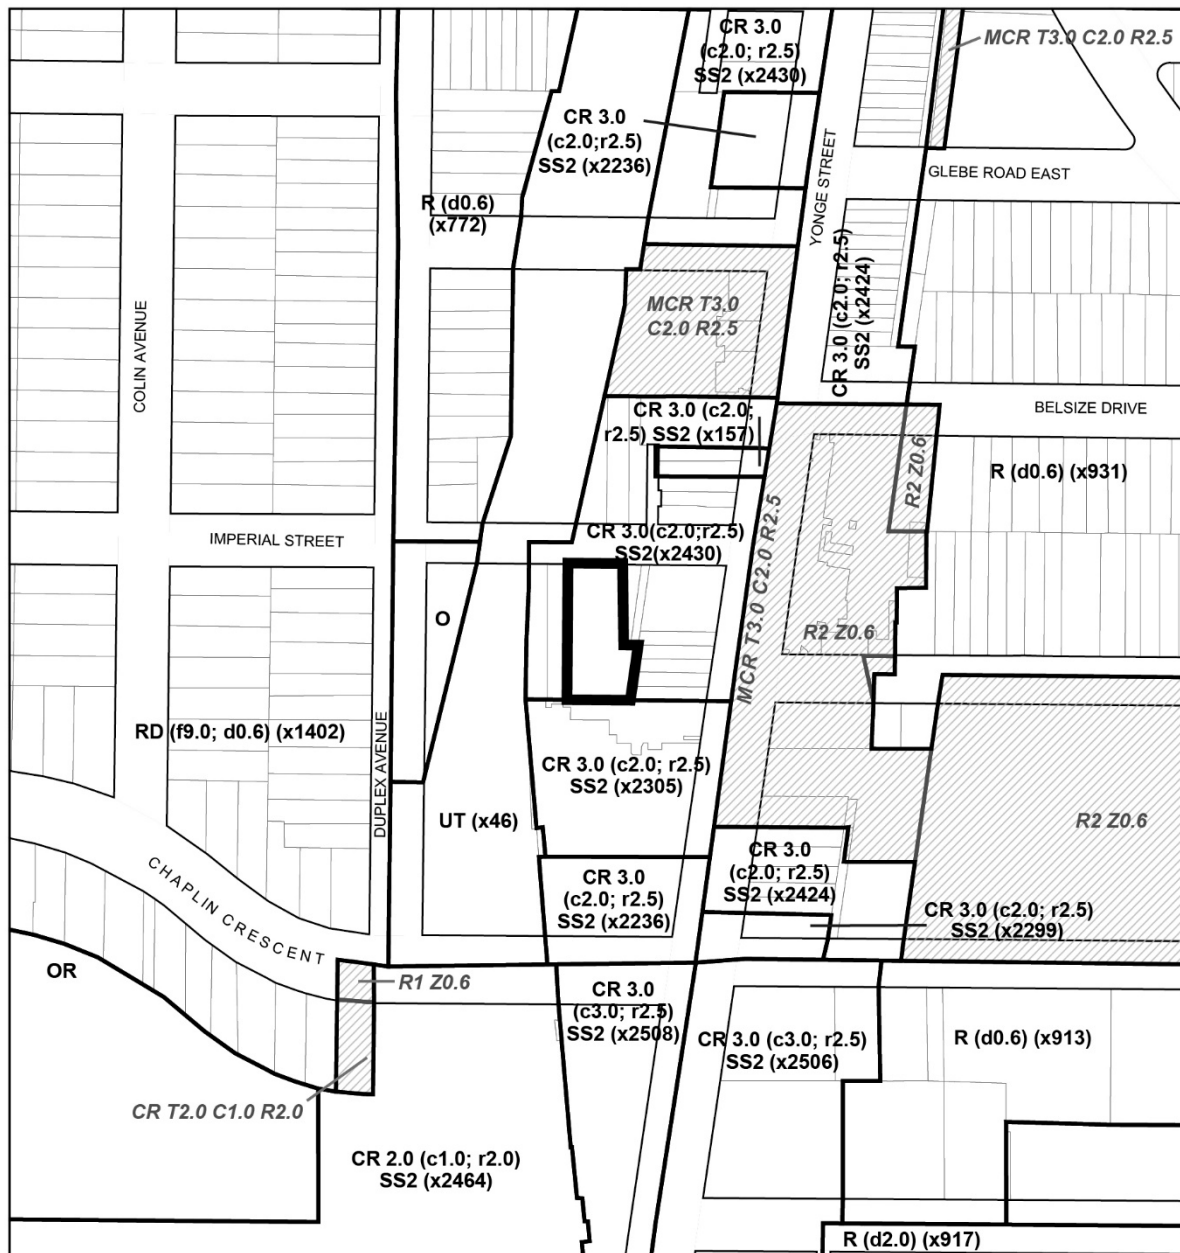 CR 3.0
(c2.0; r2.5)
SS2 (x2430)
MCR T3.0 C2.0 R2.5
CR 3.0
(c2.0;r2.5)
SS2 (x2236)
YONGE STREET
GLEBE ROAD EAST
R (d0.6)
(x772)
CR 3.0 (c2.0; r2.5)
SS2 (x2424)
MCR T3.0
C2.0 R2.5
COLIN AVENUE
CR 3.0 (c2.0;
r2.5) SS2 (x157)
BELSIZE DRIVE
R2 Z0.6
R (d0.6) (x931)
IMPERIAL STREET
CR 3.0(c2.0;r2.5)
SS2(x2430)
MCR T3.0 C2.0 R2.5
O
R2 Z0.6
RD (f9.0; d0.6) (x1402)
DUPLEX AVENUE
CR 3.0 (c2.0; r2.5)
SS2 (x2305)
UT (x46)
R2 Z0.6
CR 3.0
(c2.0; r2.5)
SS2 (x2424)
CHAPLIN CRESCENT
CR 3.0
(c2.0; r2.5)
SS2 (x2236)
CR 3.0 (c2.0; r2.5)
SS2 (x2299)
OR
R1 Z0.6
CR 3.0
(c3.0; r2.5)
SS2 (x2508)
CR 3.0 (c3.0; r2.5)
SS2 (x2506)
R (d0.6) (x913)
CR T2.0 C1.0 R2.0
CR 2.0 (c1.0; r2.0)
SS2 (x2464)
R (d2.0) (x917)